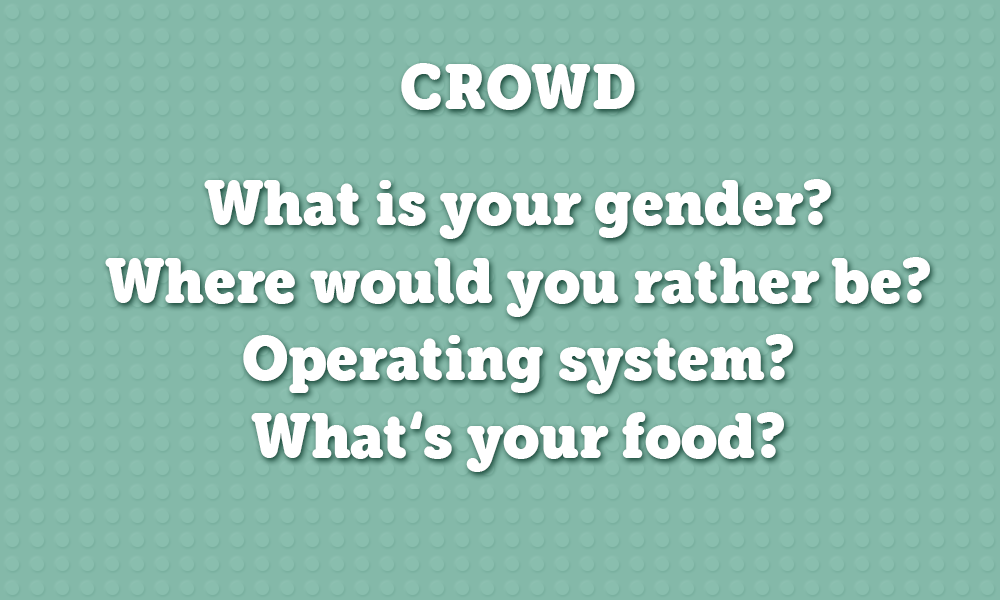 CROWD
What is your gender?
Where would you rather be?
Operating system?
What‘s your food?